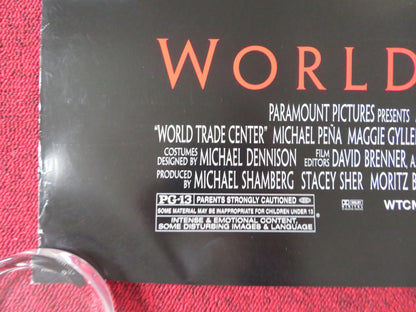 WORLD
PARAMOUNT PICTURES PRESENTS
"WORLD TRADE CENTER" MICHAEL PEÑA MAGGIE GYLLE
COSTUMES DESIGNED BY MICHAEL DENNISON FILM EDITORS DAVID BRENNER A.
PRODUCED BY MICHAEL SHAMBERG STACEY SHER MORITZ B
PG-13 PARENTS STRONGLY CAUTIONED
SOME MATERIAL MAY BE INAPPROPRIATE FOR CHILDREN UNDER 13
INTENSE & EMOTIONAL CONTENT,
SOME DISTURBING IMAGES & LANGUAGE
DOLBY WTCM